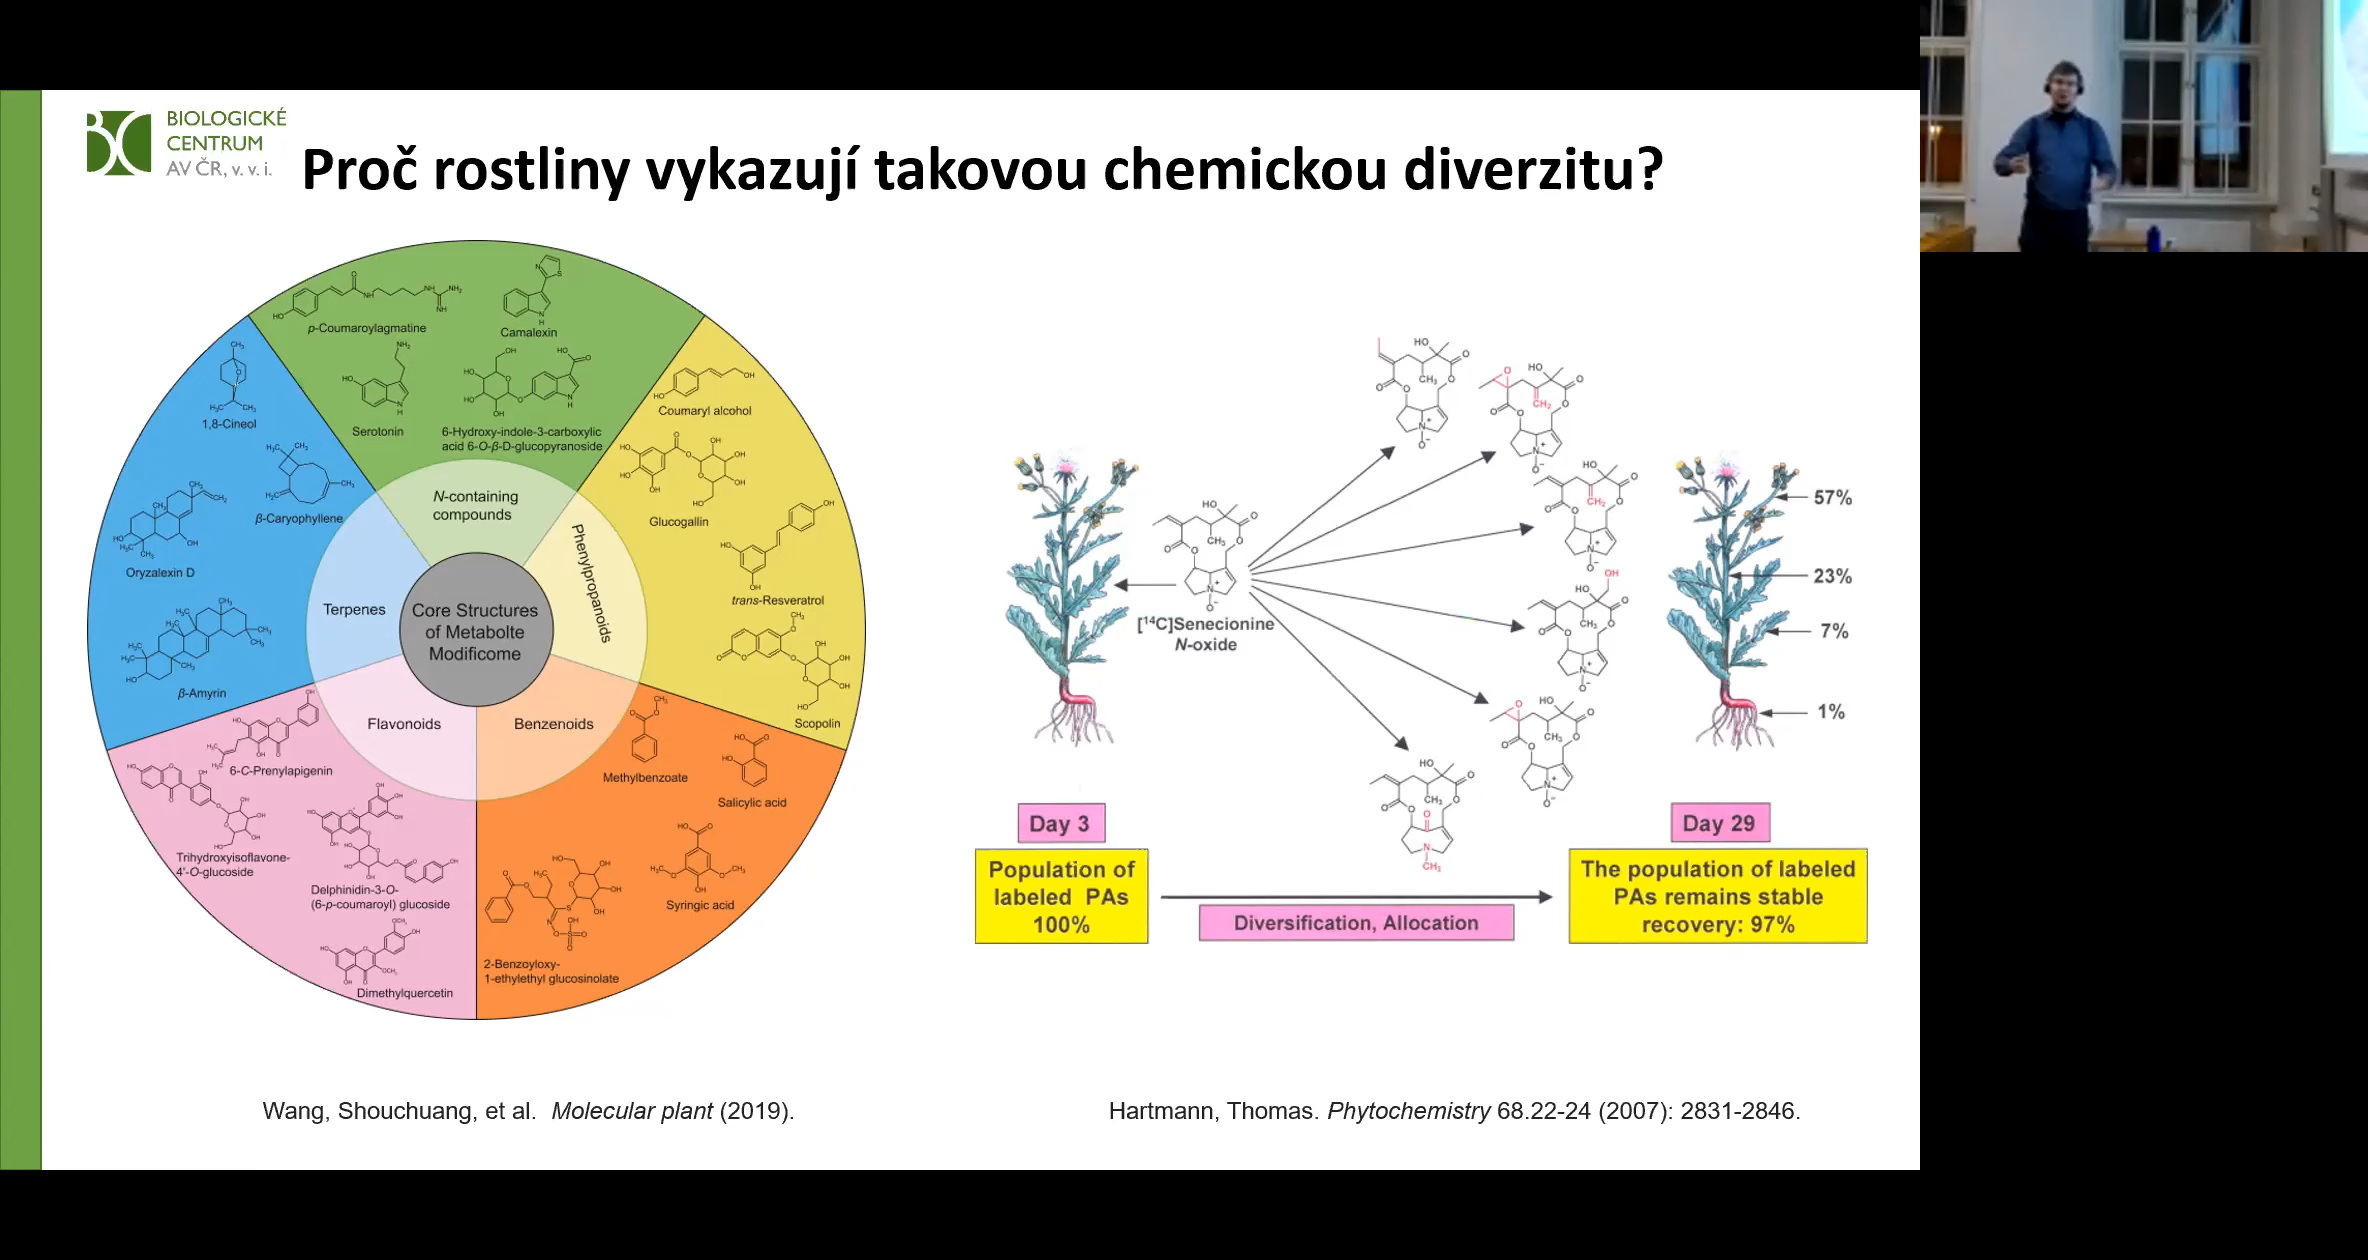 BIOLOGICKÉ
CENTRUM
AV ČR, v. v. i.
Proč rostliny vykazují takovou chemickou diverzitu?
p-Coumaroylagmatine
Camalexin
Serotonin
6-Hydroxy-indole-3-carboxylic
acid 6-O-β-D-glucopyranoside
N-containing
compounds
Coumaryl alcohol
Glucogallin
trans-Resveratrol
Scopolin
Phenylpropanoids
1,8-Cineol
β-Caryophyllene
Oryzalexin D
β-Amyrin
Terpenes
Core Structures
of Metabolte
Modificome
Flavonoids
Benzenoids
6-C-Prenylapigenin
Trihydroxyisoflavone-
4'-O-glucoside
Delphinidin-3-O-
(6-p-coumaroyl) glucoside
Dimethylquercetin
Methylbenzoate
Salicylic acid
Syringic acid
2-Benzoyloxy-
1-ethylethyl glucosinolate
[14C]Senecionine
N-oxide
57%
23%
7%
1%
Day 3
Population of
labeled PAs
100%
Diversification, Allocation
Day 29
The population of labeled
PAs remains stable
recovery: 97%
Wang, Shouchuang, et al. Molecular plant (2019).
Hartmann, Thomas. Phytochemistry 68.22-24 (2007): 2831-2846.